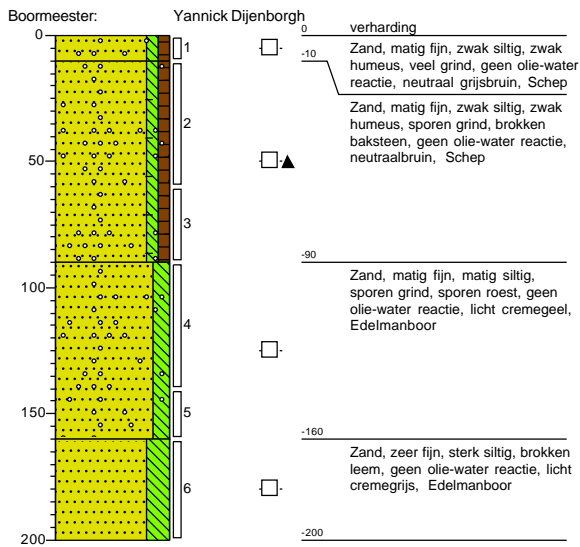 Boormeester: Yannick Dijenborgh
0
50
100
150
200
1
2
3
4
5
6
0 verharding
-10 Zand, matig fijn, zwak siltig, zwak
humeus, veel grind, geen olie-water
reactie, neutraal grijsbruin, Schep
Zand, matig fijn, zwak siltig, zwak
humeus, sporen grind, brokken
baksteen, geen olie-water reactie,
neutraalbruin, Schep
-90
Zand, matig fijn, matig siltig,
sporen grind, sporen roest, geen
olie-water reactie, licht cremegeel,
Edelmanboor
-160
Zand, zeer fijn, sterk siltig, brokken
leem, geen olie-water reactie, licht
cremegrijs, Edelmanboor
-200